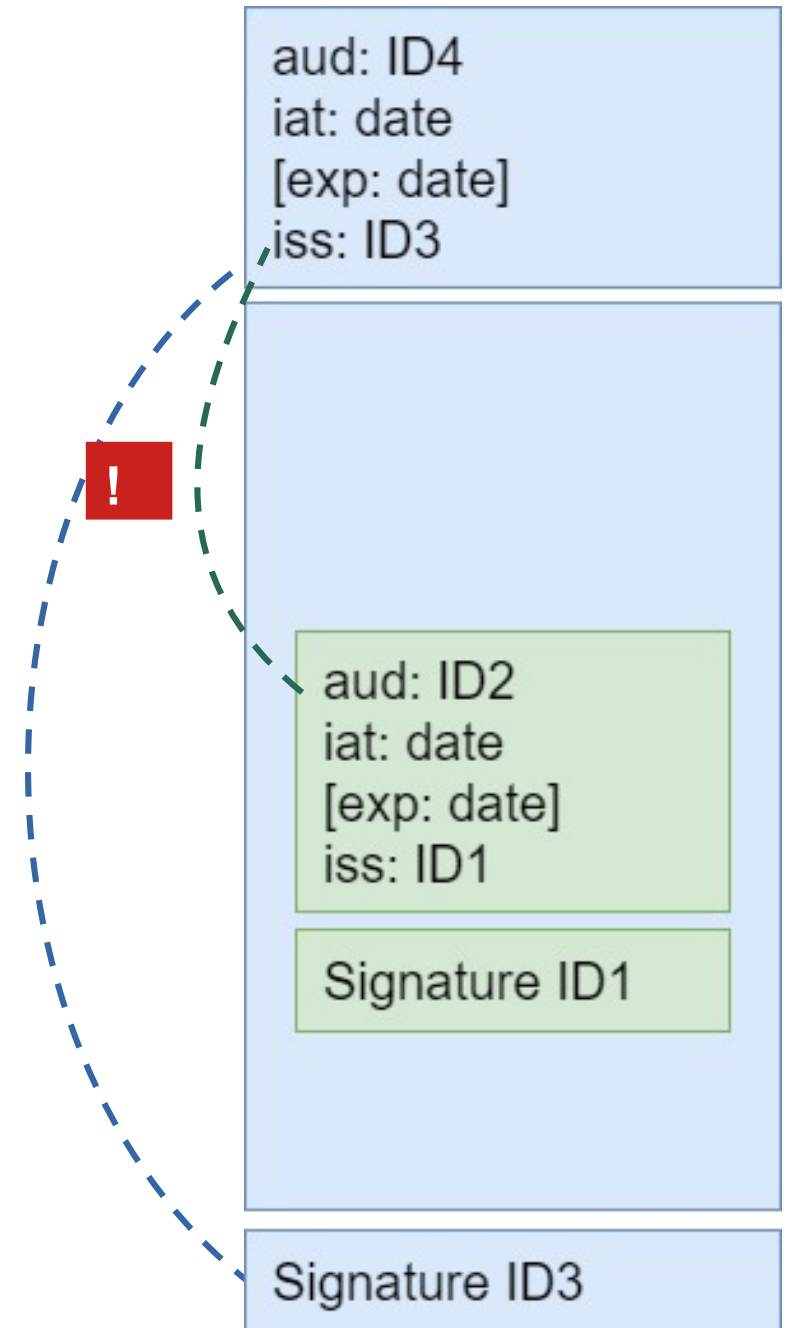 aud: ID4
iat: date
[exp: date]
iss: ID3
!
aud: ID2
iat: date
[exp: date]
iss: ID1
Signature ID1
Signature ID3